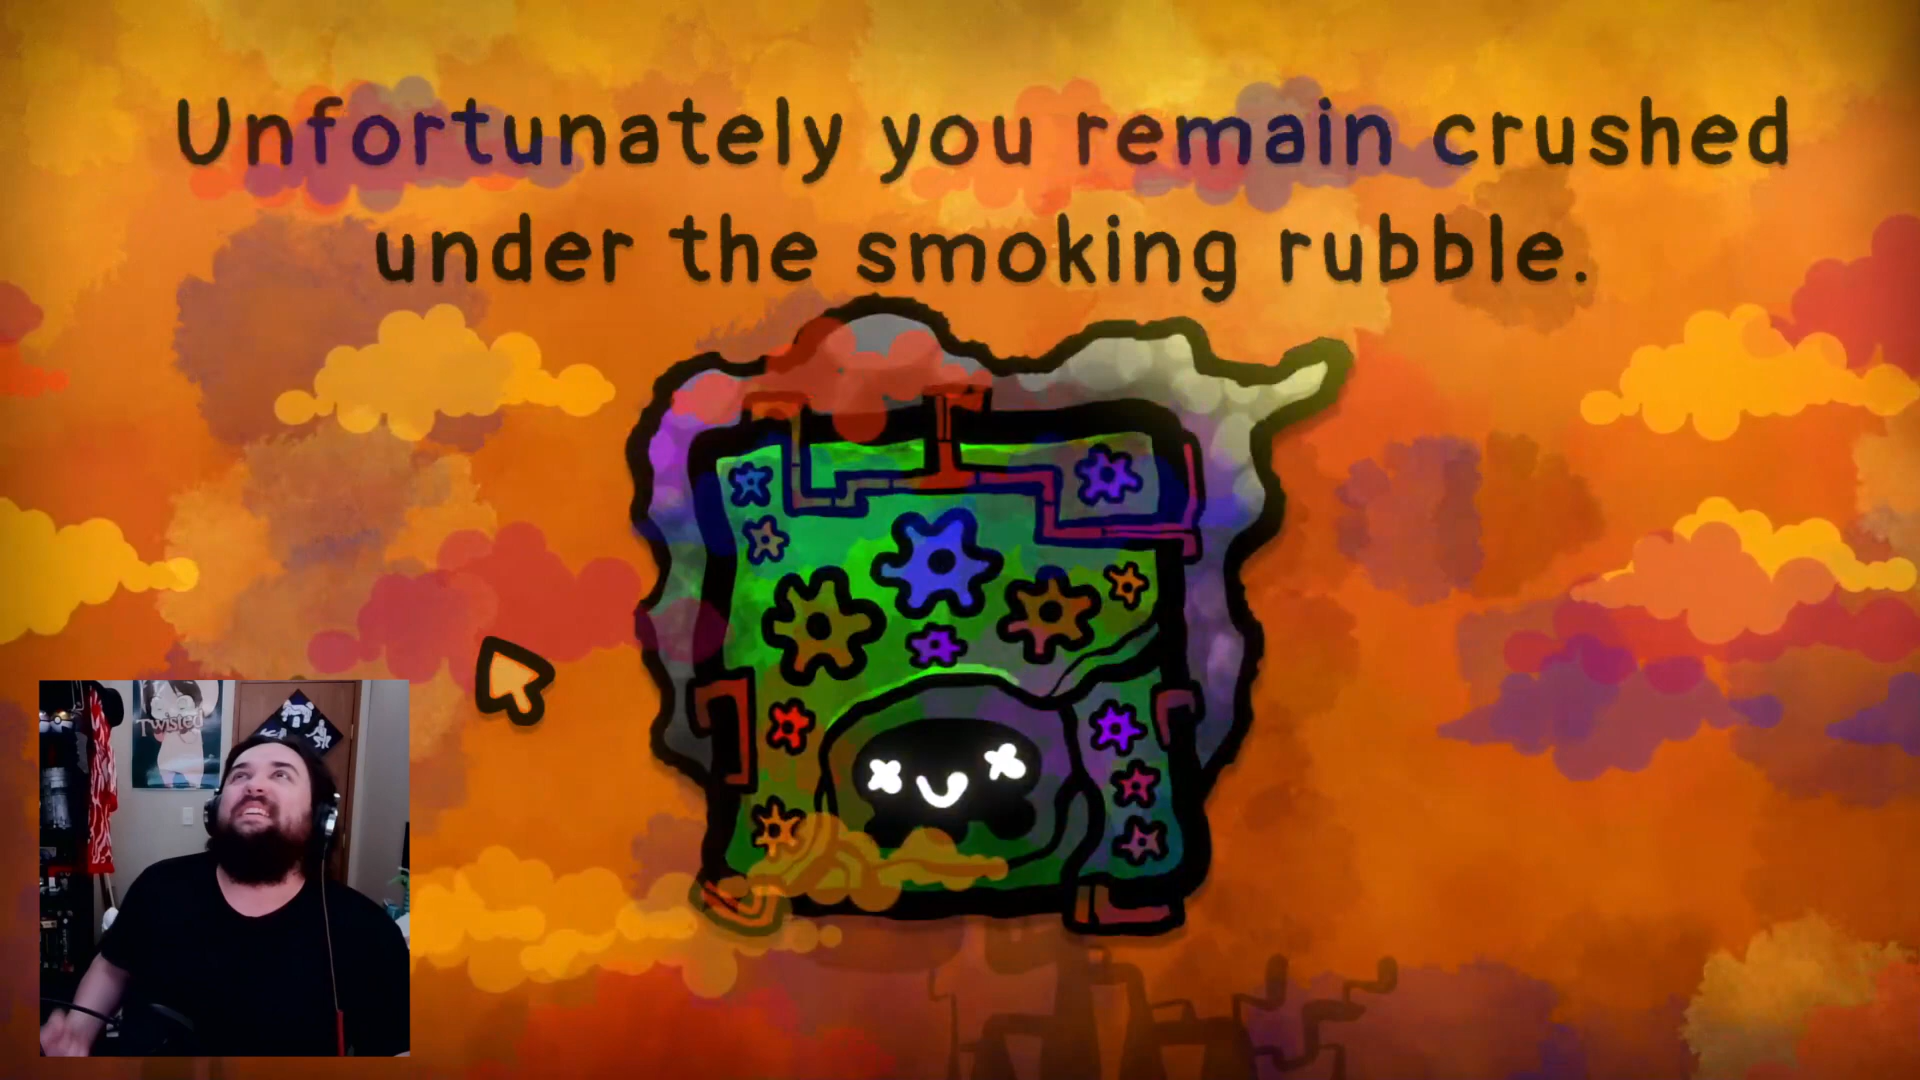 Unfortunately you remain crushed
under the smoking rubble.
Twisted